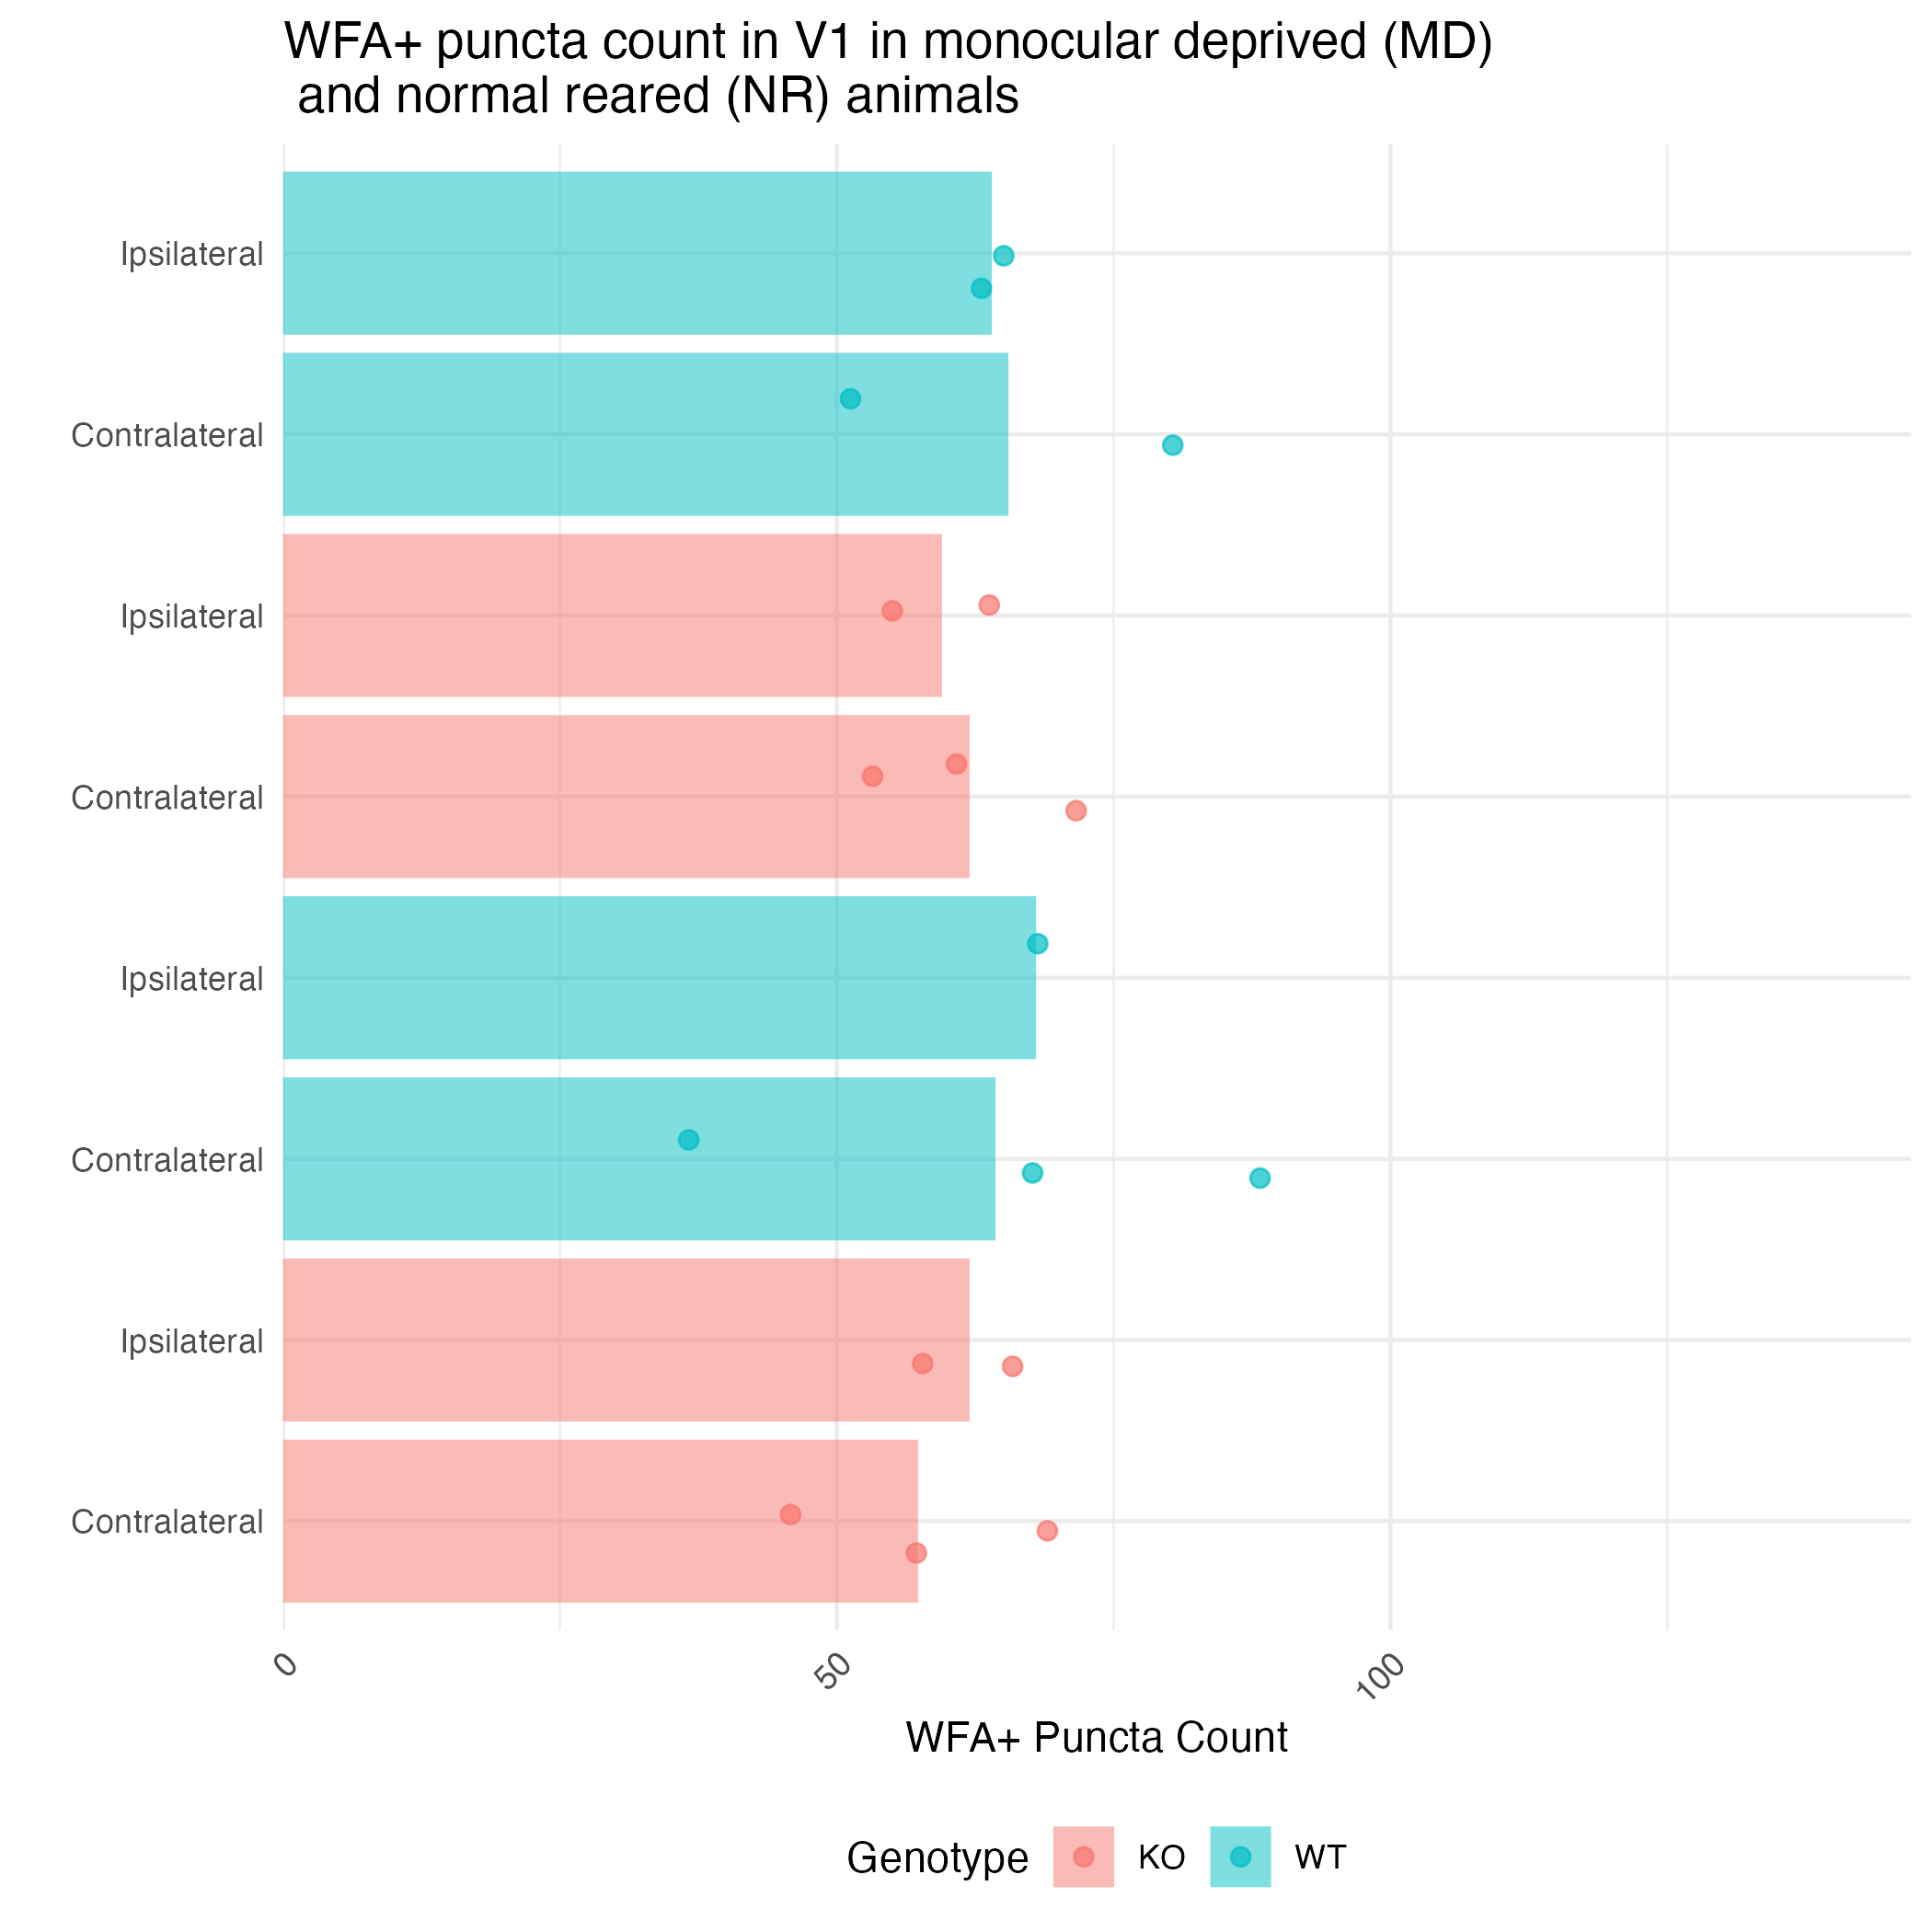 WFA+ puncta count in V1 in monocular deprived (MD)
and normal reared (NR) animals
Ipsilateral
Contralateral
Ipsilateral
Contralateral
Ipsilateral
Contralateral
Ipsilateral
Contralateral
0 50 100
WFA+ Puncta Count
Genotype KO WT